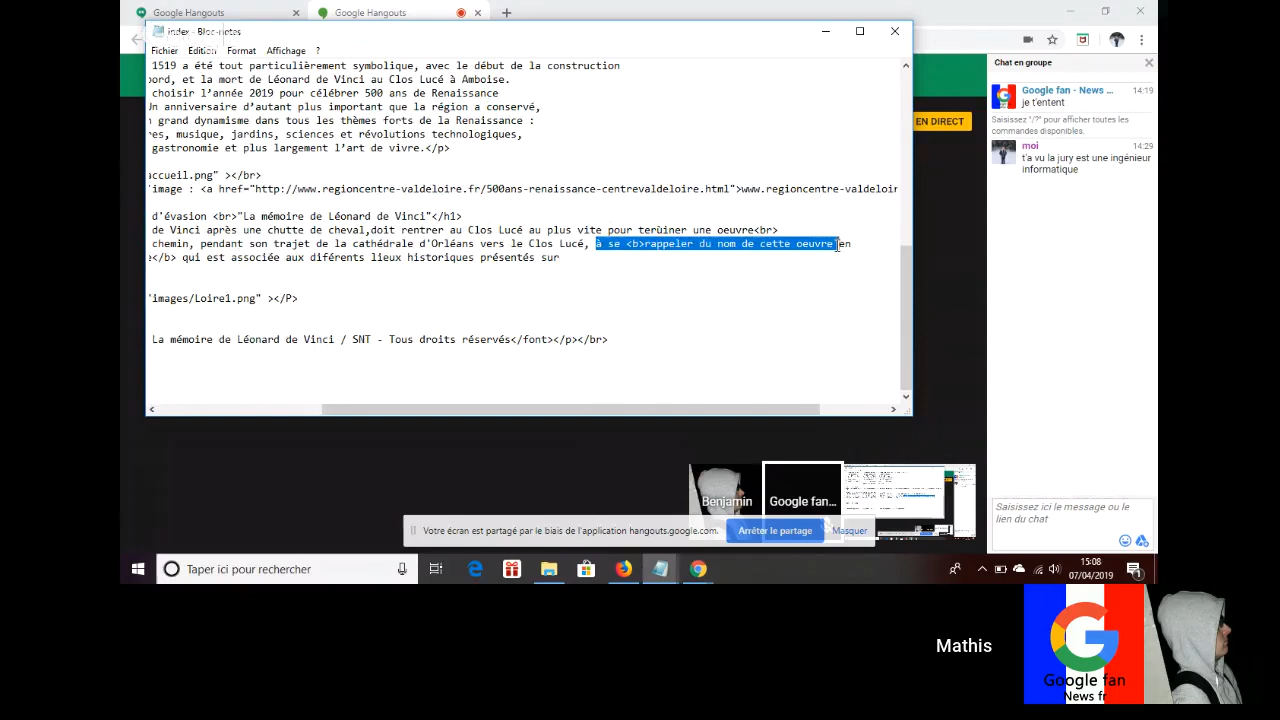 Google Hangouts
Google Hangouts
index - Bloc-notes
Fichier Edition Format Affichage ?
1519 a été tout particulièrement symbolique, avec le début de la construction
bord, et la mort de Léonard de Vinci au Clos Lucé à Amboise.
choisir l’année 2019 pour célébrer 500 ans de Renaissance
Un anniversaire d’autant plus important que la région a conservé,
n grand dynamisme dans tous les thèmes forts de la Renaissance :
res, musique, jardins, sciences et révolutions technologiques,
gastronomie et plus largement l’art de vivre.</p>
accueil.png" ></br>
'image : <a href="http://www.regioncentre-valdeloire.fr/500ans-renaissance-centrevaldeloire.html">www.regioncentre-valdeloir
d'évasion <br>"La mémoire de Léonard de Vinci"</h1>
de Vinci après une chutte de cheval,doit rentrer au Clos Lucé au plus vite pour terùiner une oeuvre<br>
chemin, pendant son trajet de la cathédrale d'Orléans vers le Clos Lucé, à se <b>rappeler du nom de cette oeuvre en
e</b> qui est associée aux diférents lieux historiques présentés sur
"images/Loire1.png" ></P>
La mémoire de Léonard de Vinci / SNT - Tous droits réservés</font></p></br>
EN DIRECT
Chat en groupe
Google fan - News ... 14:19
je t'entent
Saisissez "/?" pour afficher toutes les
commandes disponibles.
moi 14:29
t'a vu la jury est une ingénieur
informatique
Saisissez ici le message ou le
lien du chat
Benjamin
Google fan...
Votre écran est partagé par le biais de l'application hangouts.google.com.
Arrêter le partage
Masquer
Taper ici pour rechercher
15:08
07/04/2019
1
Mathis
Google fan
News fr